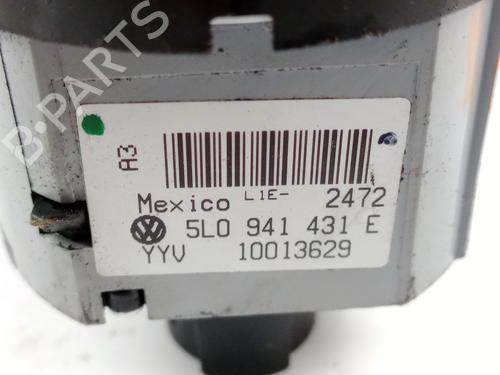 B-PARTS
A3
Mexico L1E- 2472
5L0 941 431 E
YYV 10013629